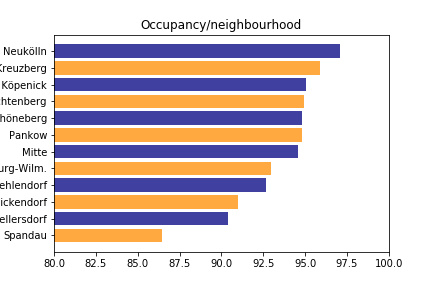 Occupancy/neighbourhood
Neukölln
Kreuzberg
Köpenick
chtenberg
höneberg
Pankow
Mitte
urg-Wilm.
ehlendorf
ickendorf
ellersdorf
Spandau
80.0 82.5 85.0 87.5 90.0 92.5 95.0 97.5 100.0